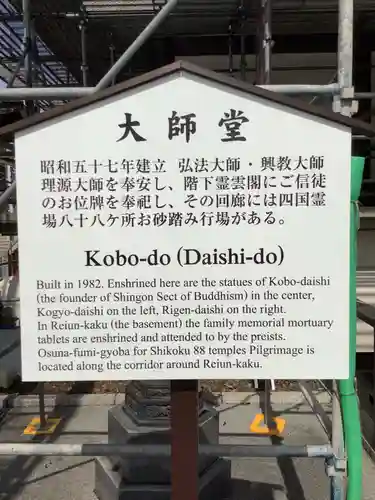 大師堂
昭和五十七年建立 弘法大師・興教大師
理源大師を奉安し、階下霊雲閣にご信徒
のお位牌を奉祀し、その回廊には四国霊
場八十八ケ所お砂踏み行場がある。
Kobo-do (Daishi-do)
Built in 1982. Enshrined here are the statues of Kobo-daishi
(the founder of Shingon Sect of Buddhism) in the center,
Kogyo-daishi on the left, Rigen-daishi on the right.
In Reiun-kaku (the basement) the family memorial mortuary
tablets are enshrined and attended to by the preists.
Osuna-fumi-gyoba for Shikoku 88 temples Pilgrimage is
located along the corridor around Reiun-kaku.